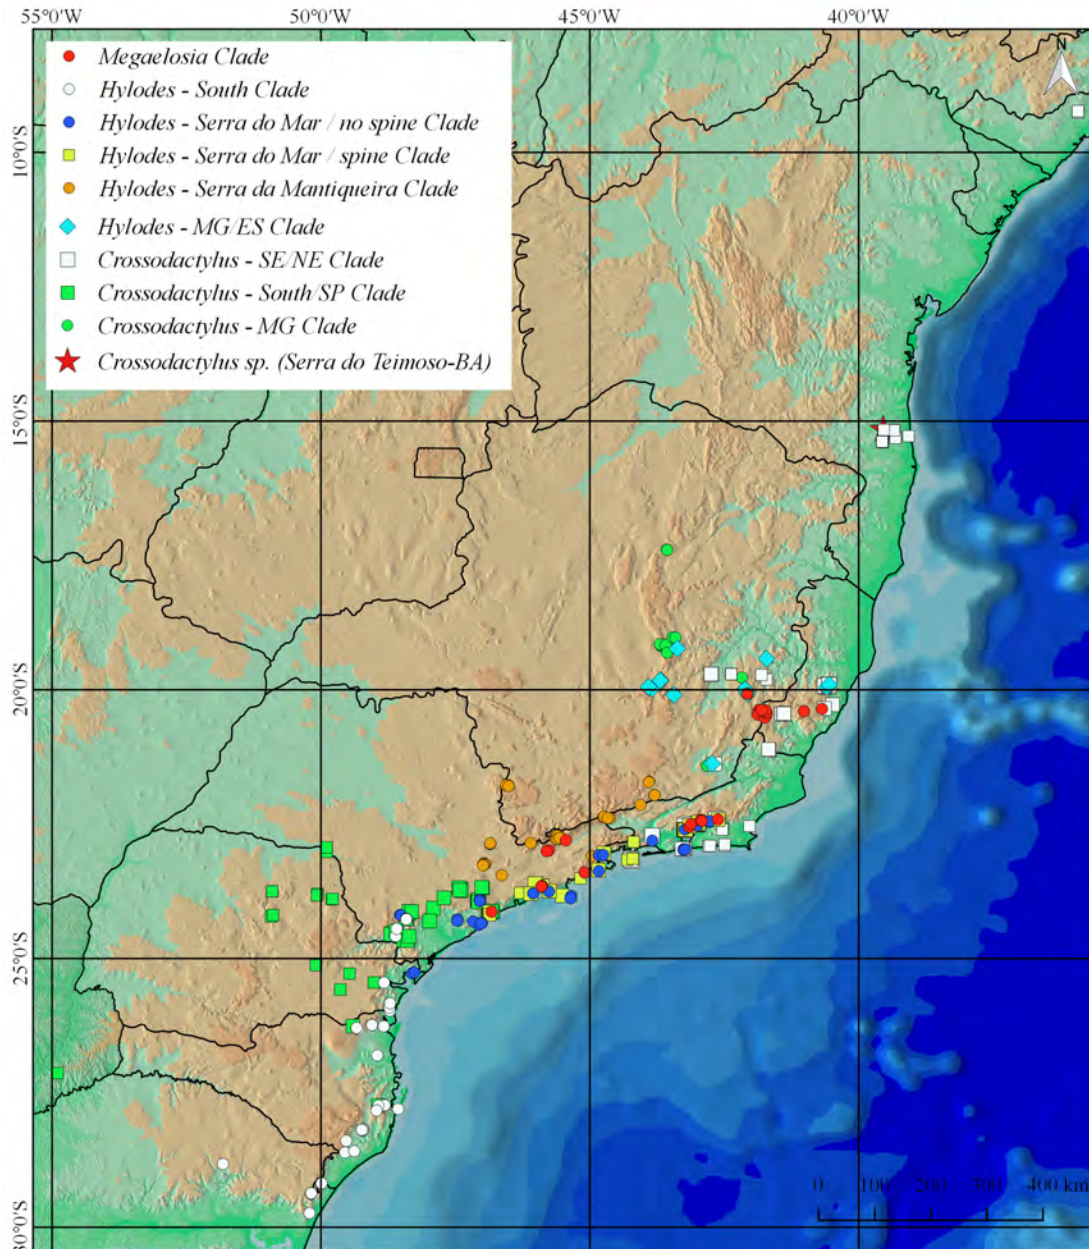 55°0'W 50°0'W 45°0'W 40°0'W
N
Megaelosia Clade
Hylodes - South Clade
Hylodes - Serra do Mar / no spine Clade
Hylodes - Serra do Mar / spine Clade
Hylodes - Serra da Mantiqueira Clade
Hylodes - MG/ES Clade
Crossodactylus - SE/NE Clade
Crossodactylus - South/SP Clade
Crossodactylus - MG Clade
Crossodactylus sp. (Serra do Teimoso-BA)
10°0'S
15°0'S
20°0'S
25°0'S
30°0'S
0 100 200 300 400 km